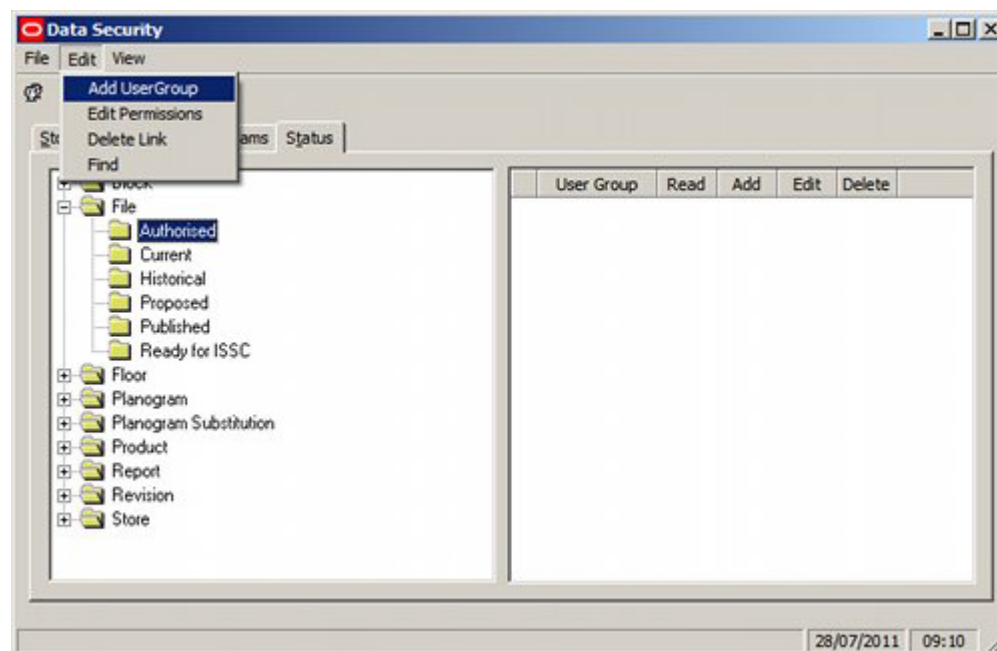 Data Security
File Edit View
Add UserGroup
Edit Permissions
Delete Link
Find
Status
User Group Read Add Edit Delete
Block
File
Authorised
Current
Historical
Proposed
Published
Ready for ISSC
Floor
Planogram
Planogram Substitution
Product
Report
Revision
Store
28/07/2011 09:10